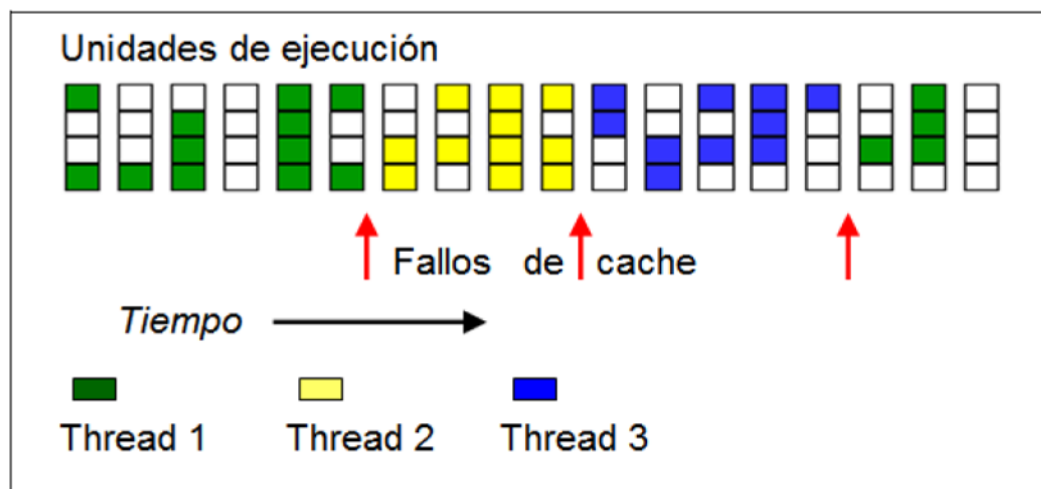 Unidades de ejecución
Fallos de cache
Tiempo
Thread 1 Thread 2 Thread 3